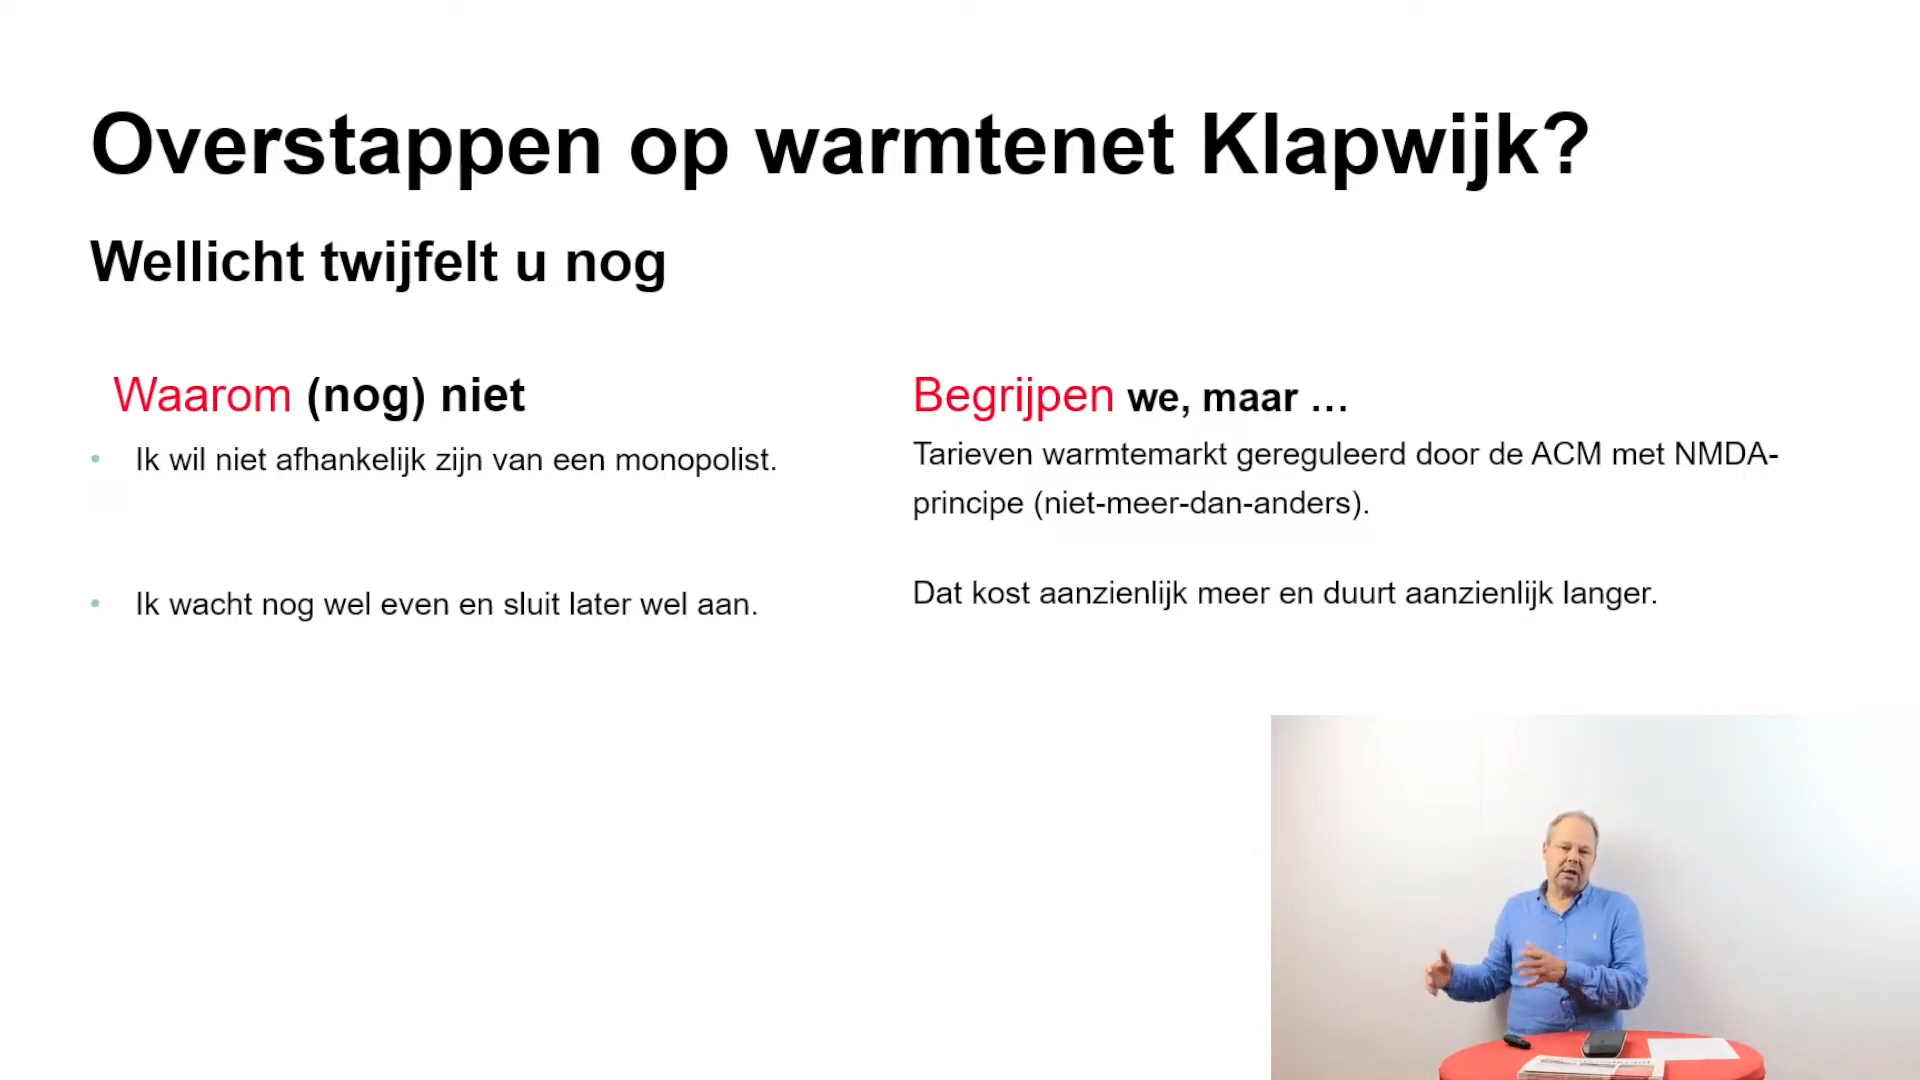 Overstappen op warmtenet Klapwijk?
Wellicht twijfelt u nog
Waarom (nog) niet
• Ik wil niet afhankelijk zijn van een monopolist.
• Ik wacht nog wel even en sluit later wel aan.
Begrijpen we, maar …
Tarieven warmtemarkt gereguleerd door de ACM met NMDA-
principe (niet-meer-dan-anders).
Dat kost aanzienlijk meer en duurt aanzienlijk langer.